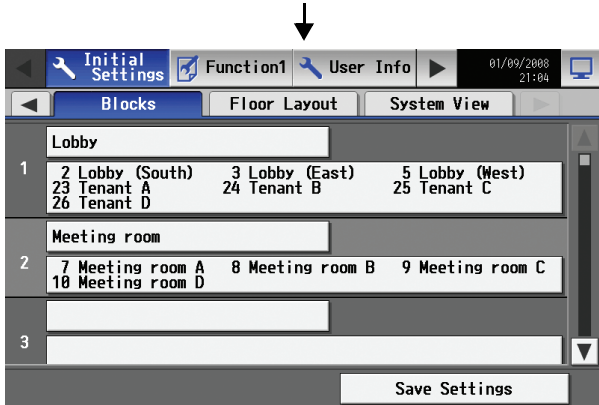 Initial Settings Function1 User Info 01/09/2008 21:04
Blocks Floor Layout System View
Lobby
1
2 Lobby (South) 3 Lobby (East) 5 Lobby (West)
23 Tenant A 24 Tenant B 25 Tenant C
26 Tenant D
Meeting room
2
7 Meeting room A 8 Meeting room B 9 Meeting room C
10 Meeting room D
3
Save Settings